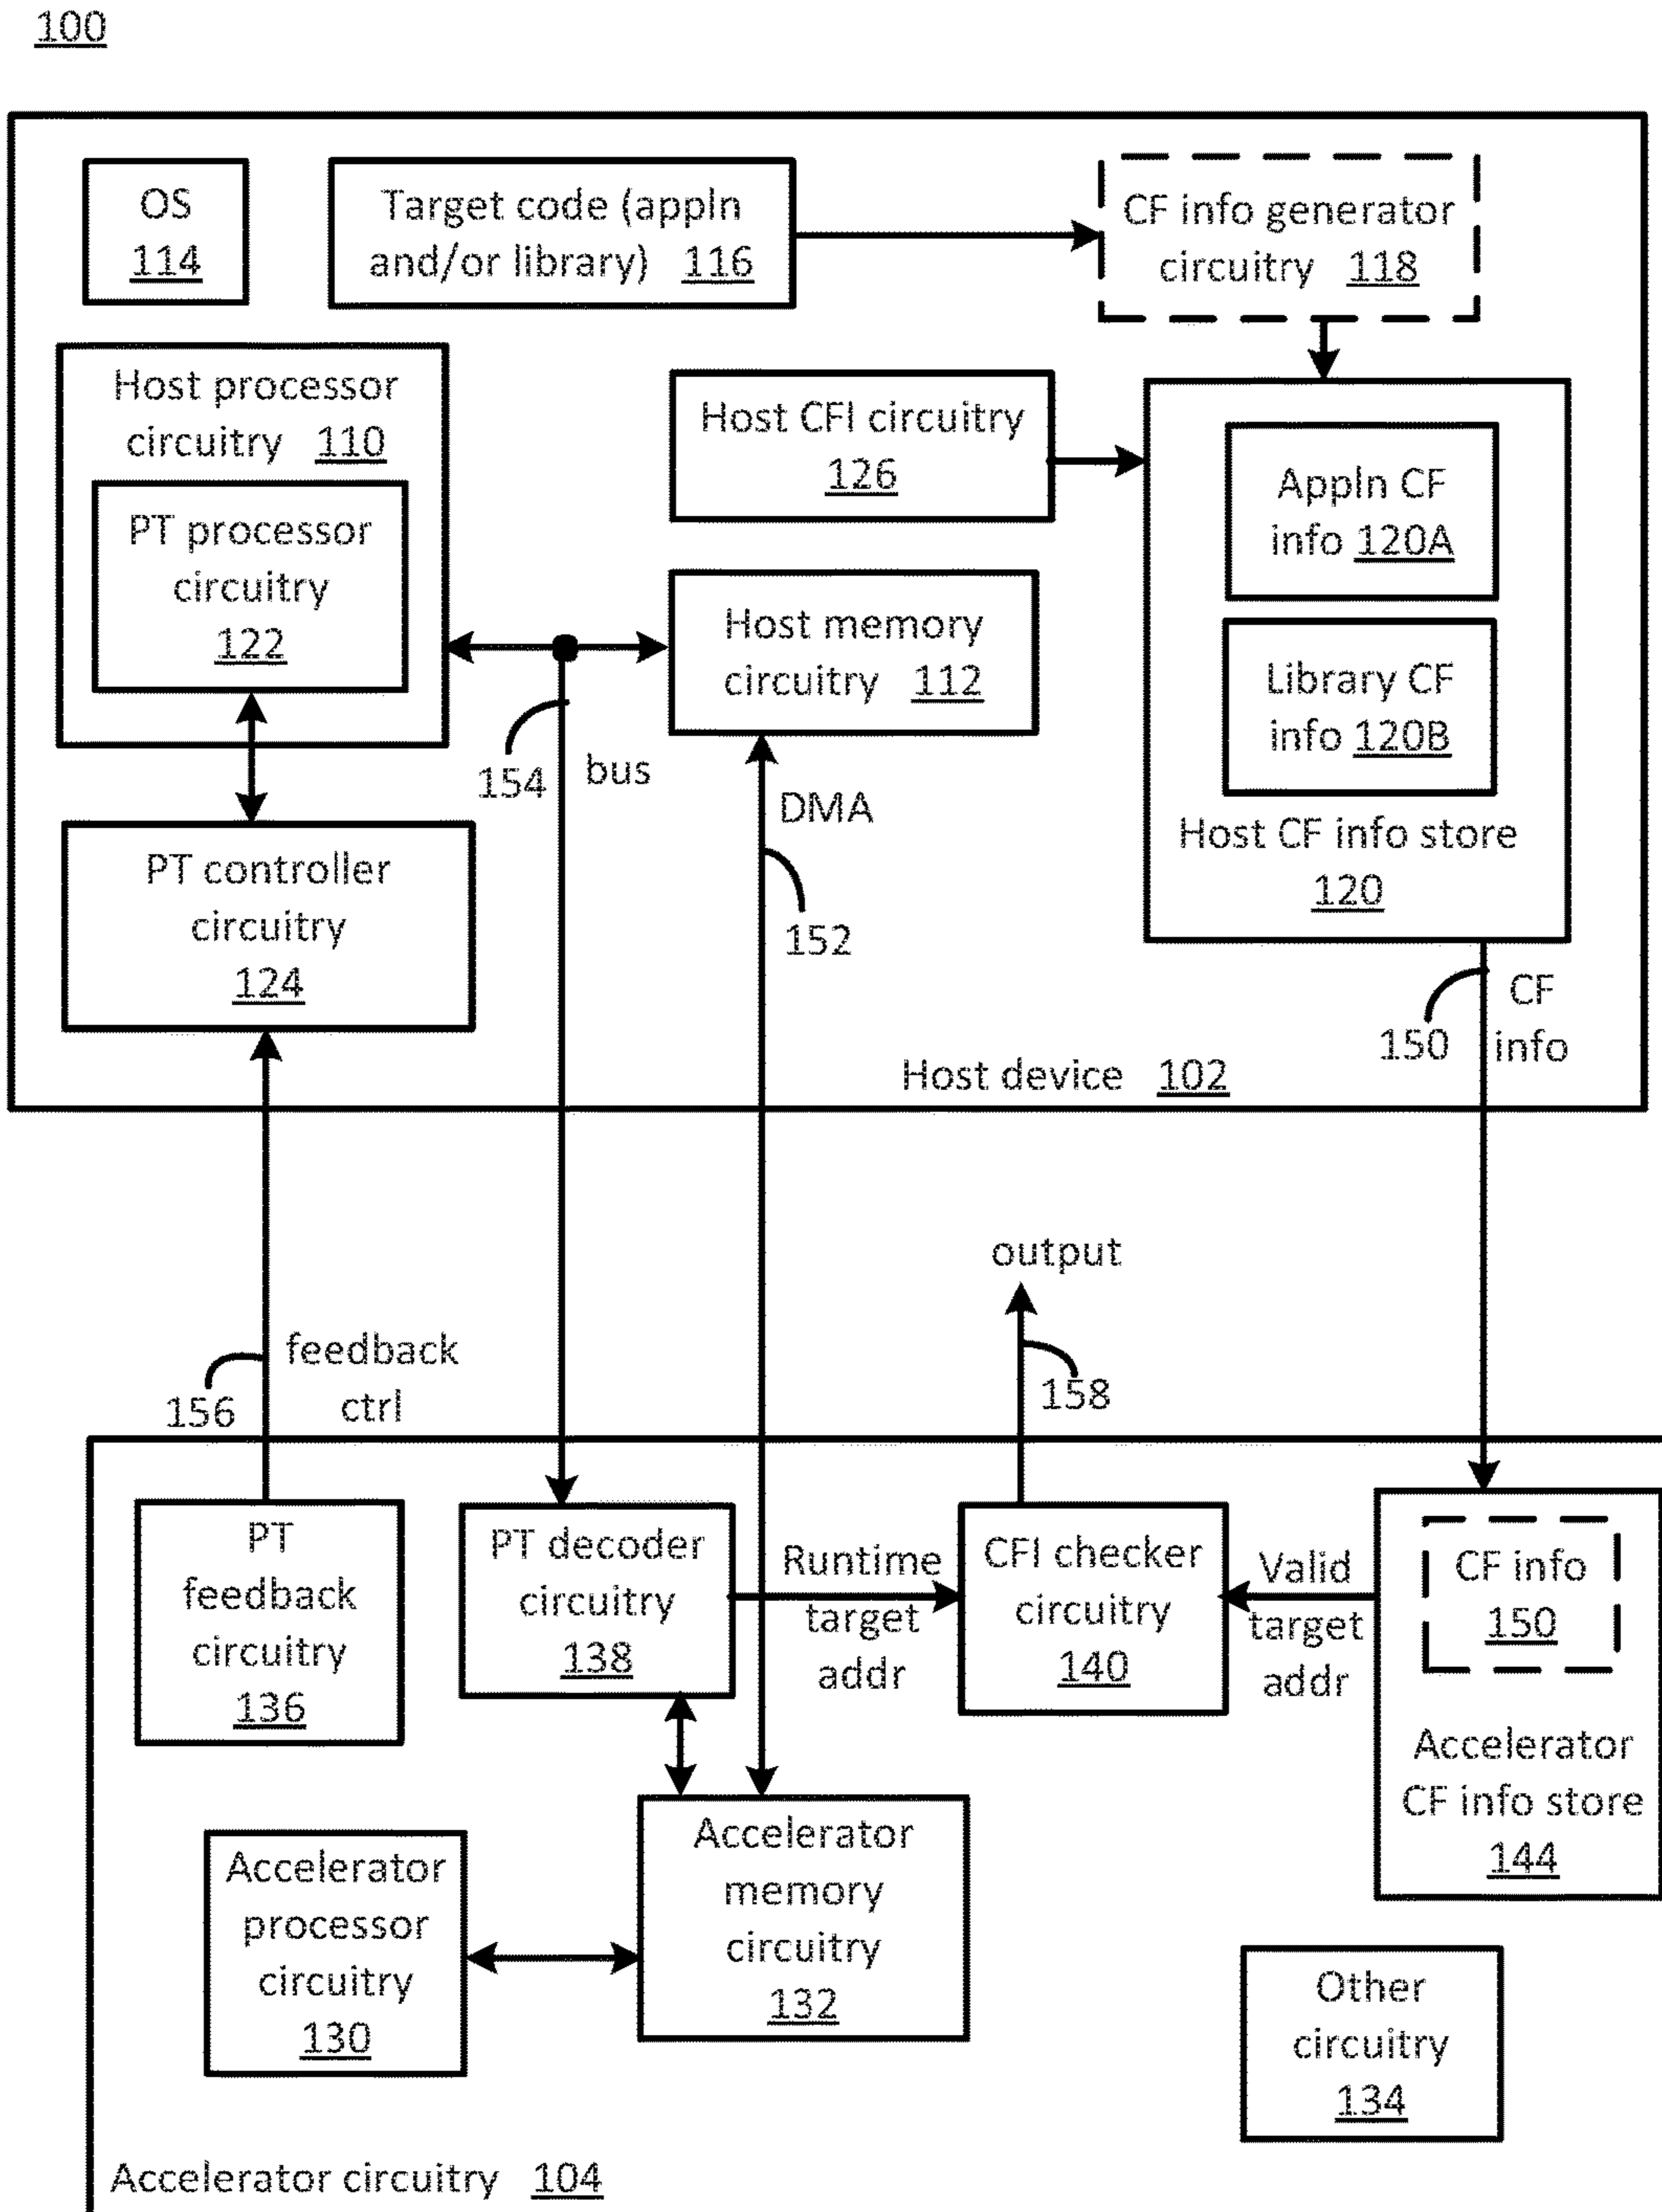 100
OS
114
Target code (appln
and/or library) 116
CF info generator
circuitry 118
Host processor
circuitry 110
PT processor
circuitry
122
Host CFI circuitry
126
Appln CF
info 120A
Library CF
info 120B
Host CF info store
120
Host memory
circuitry 112
154
bus
DMA
152
PT controller
circuitry
124
150
CF
info
Host device 102
output
158
156
feedback
ctrl
PT
feedback
circuitry
136
PT decoder
circuitry
138
Runtime
target
addr
CFI checker
circuitry
140
Valid
target
addr
CF info
150
Accelerator
CF info store
144
Accelerator
processor
circuitry
130
Accelerator
memory
circuitry
132
Other
circuitry
134
Accelerator circuitry 104